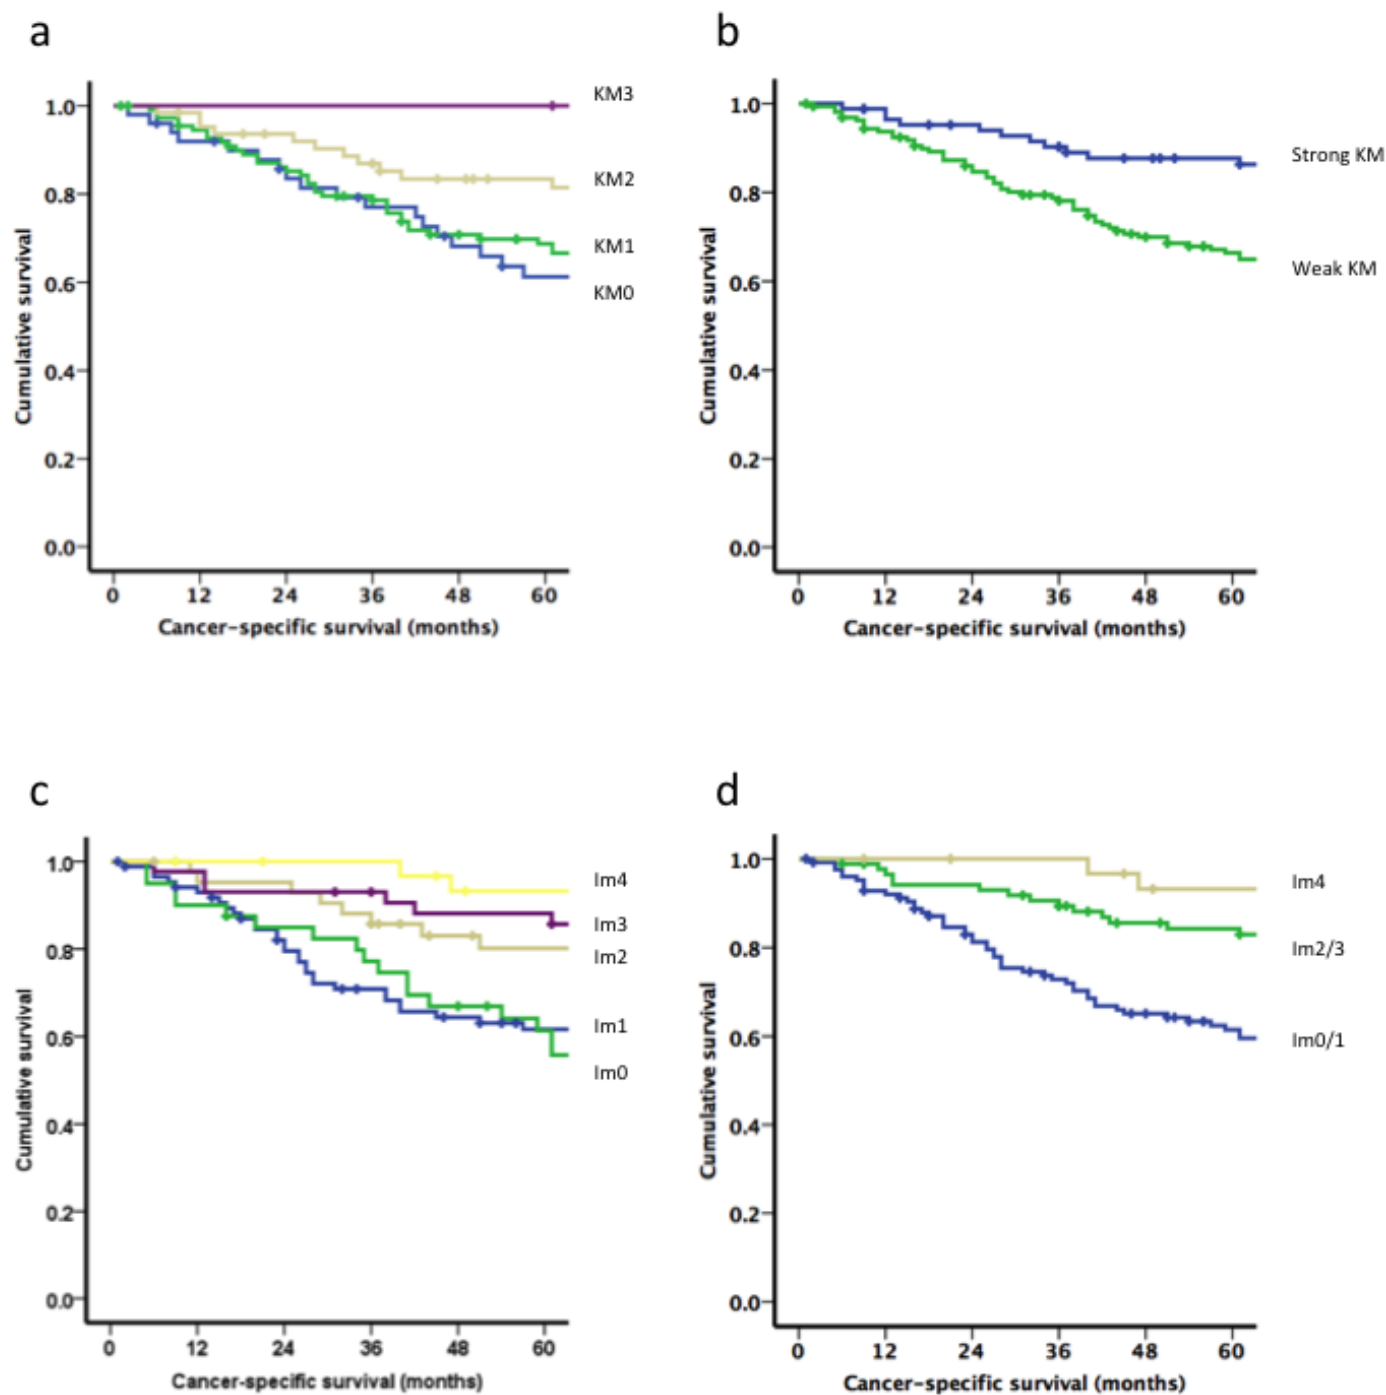 a
1.0
0.8
0.6
0.4
0.2
0.0
Cumulative survival
KM3
KM2
KM1
KM0
0 12 24 36 48 60
Cancer-specific survival (months)
b
1.0
0.8
0.6
0.4
0.2
0.0
Cumulative survival
Strong KM
Weak KM
0 12 24 36 48 60
Cancer-specific survival (months)
c
1.0
0.8
0.6
0.4
0.2
0.0
Cumulative survival
Im4
Im3
Im2
Im1
Im0
0 12 24 36 48 60
Cancer-specific survival (months)
d
1.0
0.8
0.6
0.4
0.2
0.0
Cumulative survival
Im4
Im2/3
Im0/1
0 12 24 36 48 60
Cancer-specific survival (months)